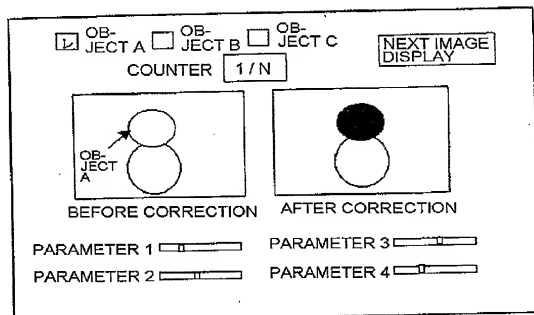 OB-JECT A OB-JECT B OB-JECT C
NEXT IMAGE DISPLAY
COUNTER 1/N
OB-JECT A
BEFORE CORRECTION AFTER CORRECTION
PARAMETER 1 PARAMETER 3
PARAMETER 2 PARAMETER 4